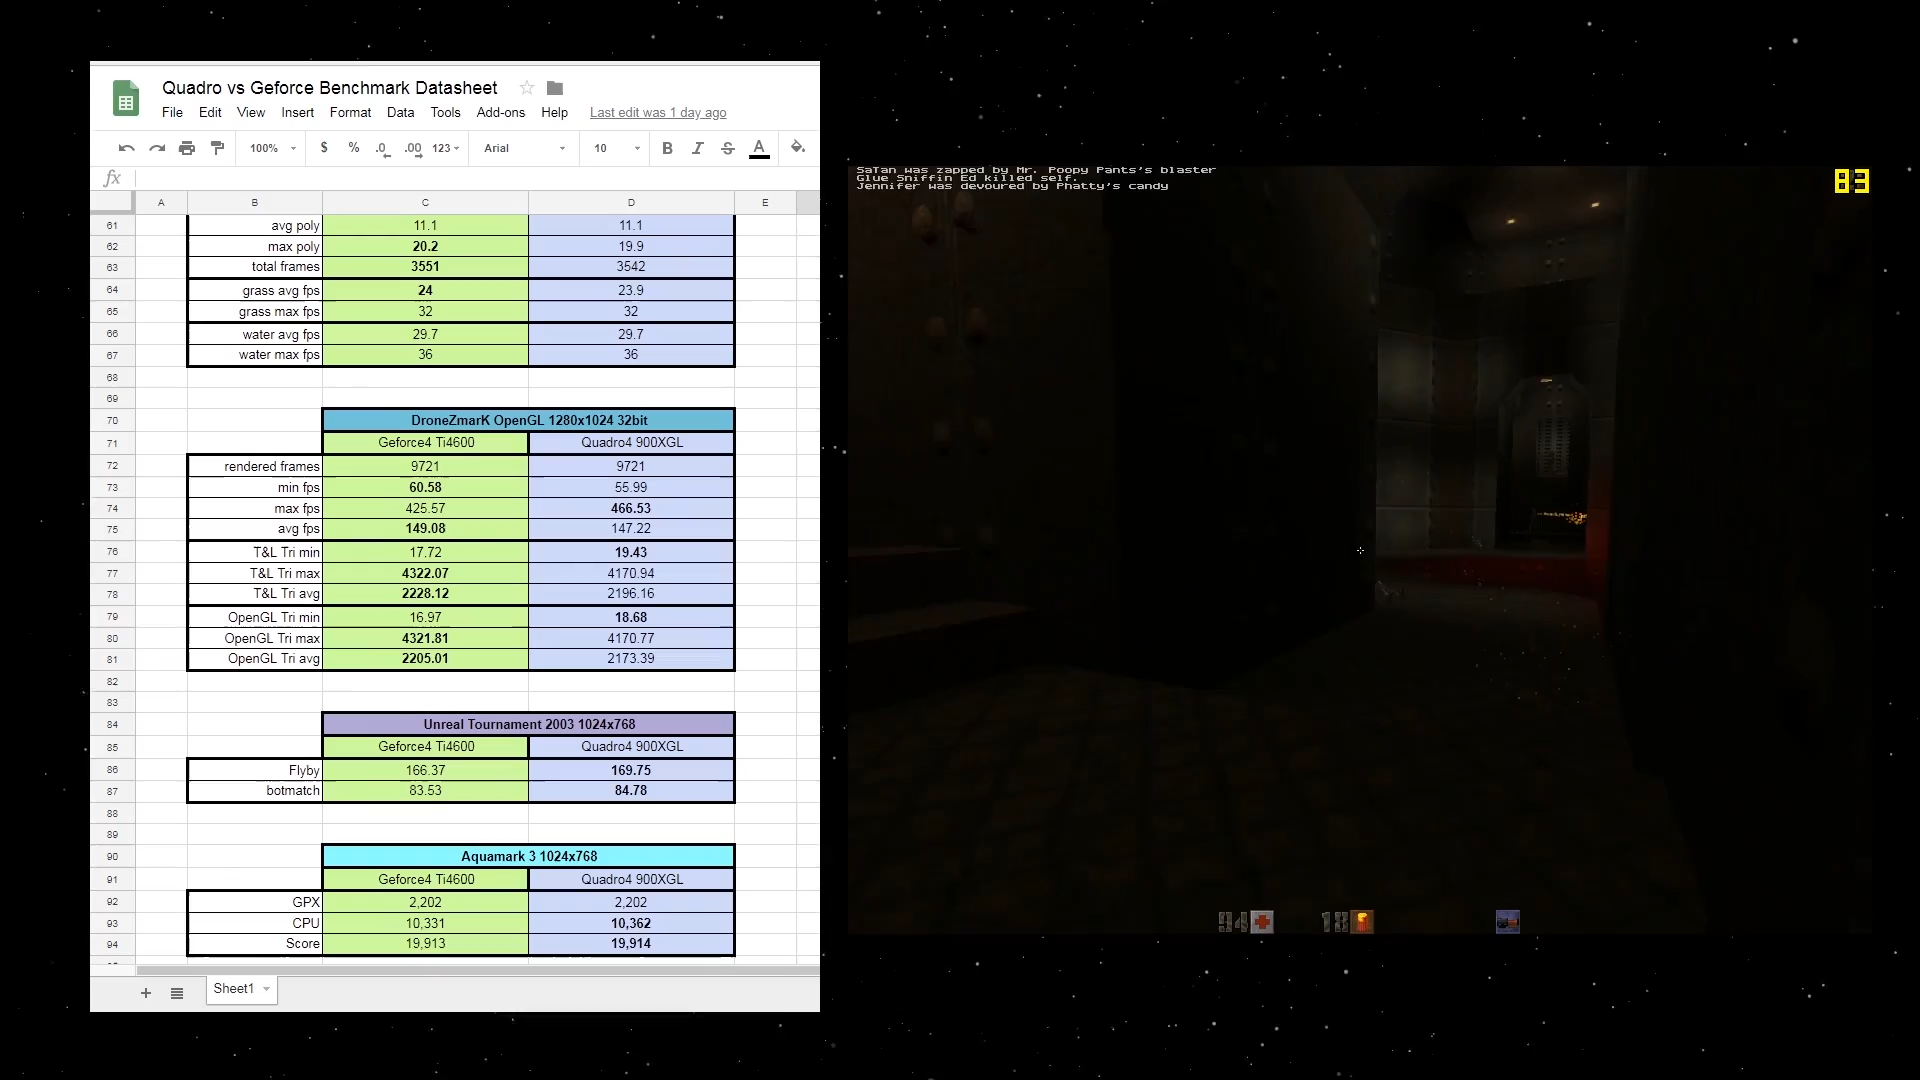 Quadro vs Geforce Benchmark Datasheet
File Edit View Insert Format Data Tools Add-ons Help Last edit was 1 day ago
100% $ % .0 .00 123 Arial 10 B I S A
fx
A B C D E
61 avg poly 11.1 11.1
62 max poly 20.2 19.9
63 total frames 3551 3542
64 grass avg fps 24 23.9
65 grass max fps 32 32
66 water avg fps 29.7 29.7
67 water max fps 36 36
68
69
70 DroneZmarK OpenGL 1280x1024 32bit
71 Geforce4 Ti4600 Quadro4 900XGL
72 rendered frames 9721 9721
73 min fps 60.58 55.99
74 max fps 425.57 466.53
75 avg fps 149.08 147.22
76 T&L Tri min 17.72 19.43
77 T&L Tri max 4322.07 4170.94
78 T&L Tri avg 2228.12 2196.16
79 OpenGL Tri min 16.97 18.68
80 OpenGL Tri max 4321.81 4170.77
81 OpenGL Tri avg 2205.01 2173.39
82
83
84 Unreal Tournament 2003 1024x768
85 Geforce4 Ti4600 Quadro4 900XGL
86 Flyby 166.37 169.75
87 botmatch 83.53 84.78
88
89
90 Aquamark 3 1024x768
91 Geforce4 Ti4600 Quadro4 900XGL
92 GPX 2,202 2,202
93 CPU 10,331 10,362
94 Score 19,913 19,914
Sheet1
SaTan was zapped by Mr. Poopy Pants's blaster
Glue Sniffin Ed killed self.
Jennifer was devoured by Phatty's candy
83
94 18